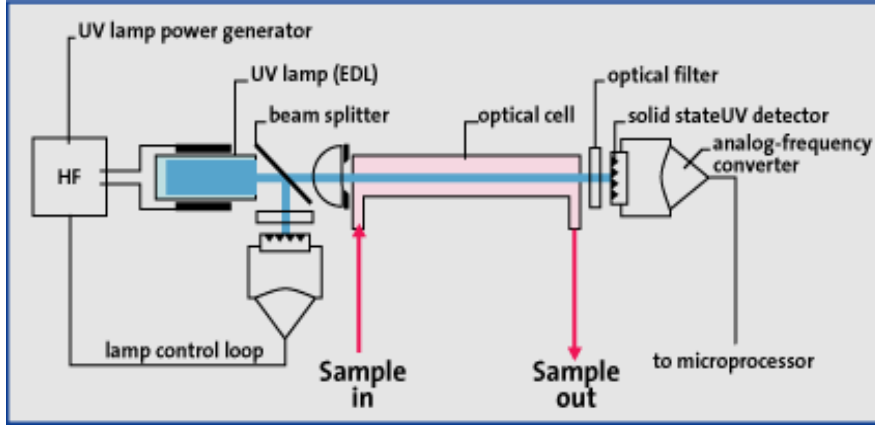 UV lamp power generator
UV lamp (EDL)
beam splitter
optical cell
optical filter
solid stateUV detector
analog-frequency
converter
HF
lamp control loop
Sample
in
Sample
out
to microprocessor